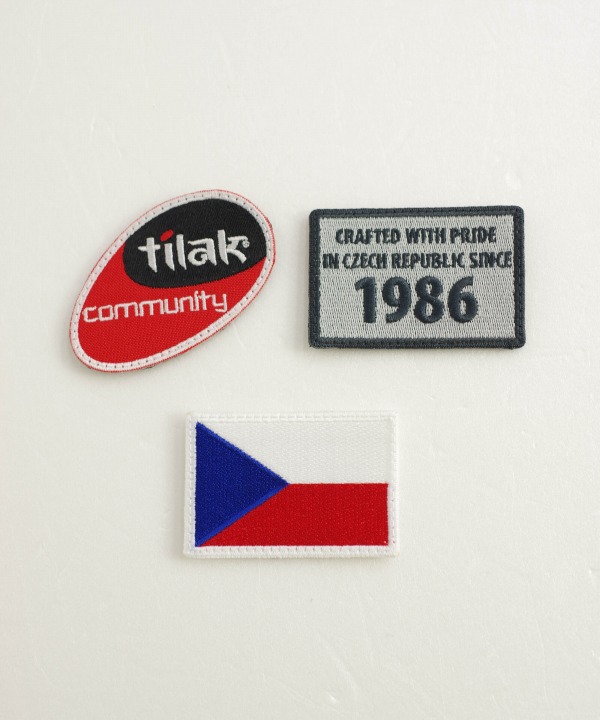 tilak®
community
CRAFTED WITH PRIDE
IN CZECH REPUBLIC SINCE
1986